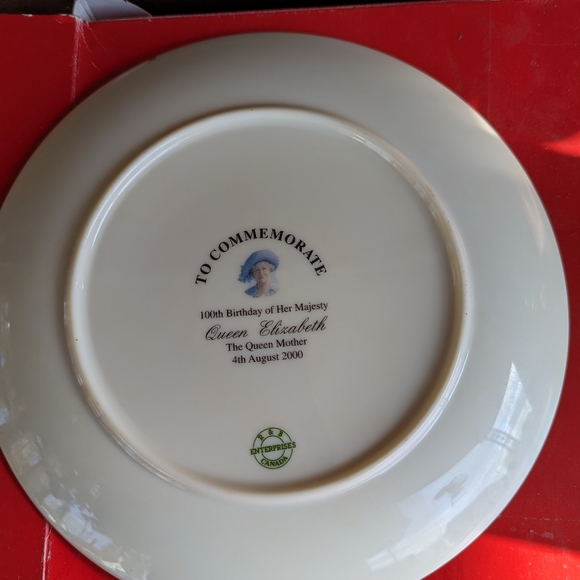 TO COMMEMORATE
100th Birthday of Her Majesty
Queen Elizabeth
The Queen Mother
4th August 2000
R & B
ENTERPRISES
CANADA